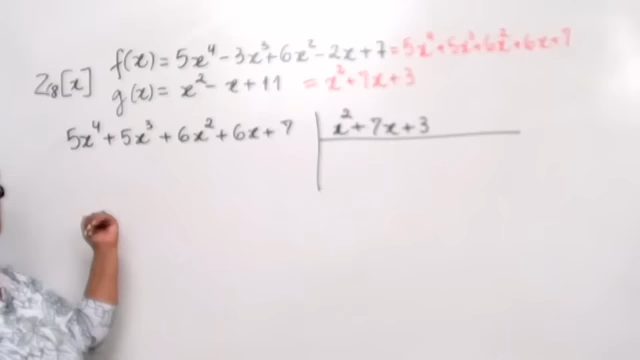 f(x) = 5x⁴ - 3x³ + 6x² - 2x + 7 = 5x⁴ + 5x³ + 6x² + 6x + 7
Z₈[x] g(x) = x² - x + 11 = x² + 7x + 3
5x⁴ + 5x³ + 6x² + 6x + 7 | x² + 7x + 3